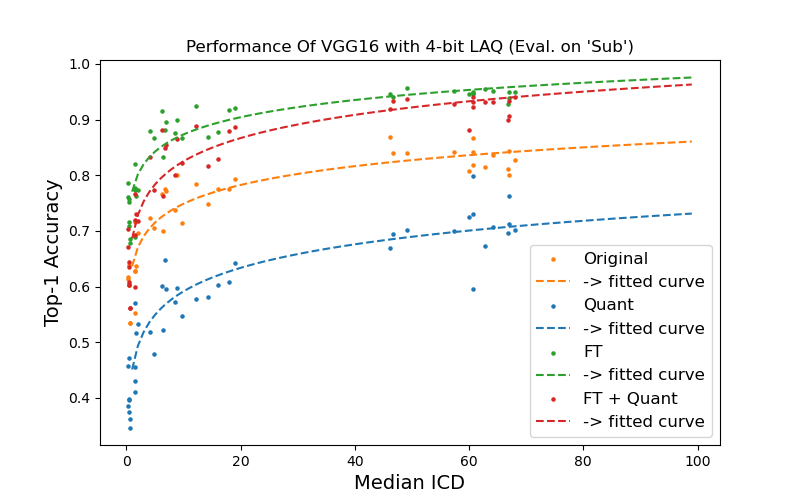 Performance Of VGG16 with 4-bit LAQ (Eval. on 'Sub')
1.0
0.9
0.8
0.7
0.6
0.5
0.4
Top-1 Accuracy
Original
-> fitted curve
Quant
-> fitted curve
FT
-> fitted curve
FT + Quant
-> fitted curve
0 20 40 60 80 100
Median ICD